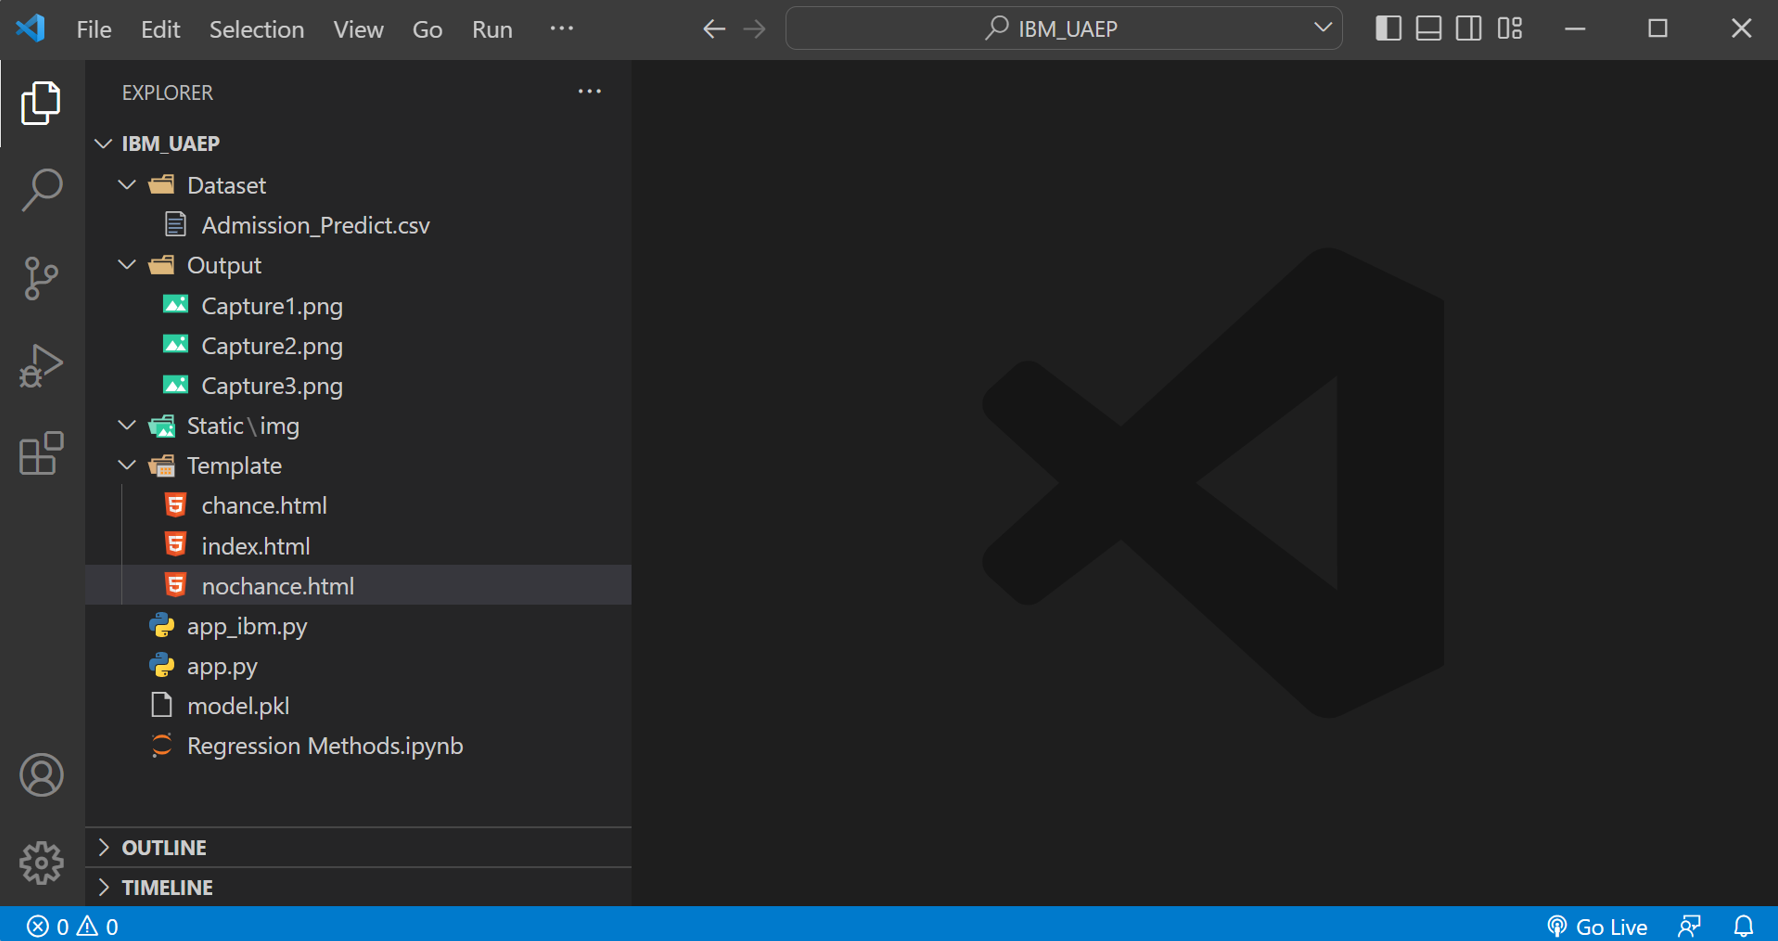 File Edit Selection View Go Run ···
IBM_UAEP
EXPLORER ···
IBM_UAEP
Dataset
Admission_Predict.csv
Output
Capture1.png
Capture2.png
Capture3.png
Static\img
Template
chance.html
index.html
nochance.html
app_ibm.py
app.py
model.pkl
Regression Methods.ipynb
OUTLINE
TIMELINE
0 0 Go Live